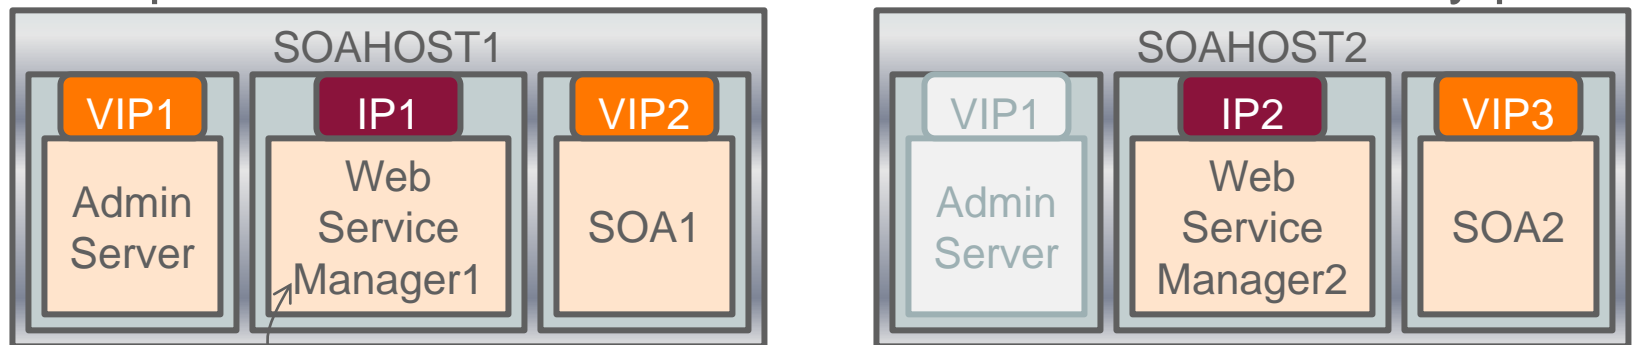 SOAHOST1
VIP1
Admin
Server
IP1
Web
Service
Manager1
VIP2
SOA1
SOAHOST2
VIP1
Admin
Server
IP2
Web
Service
Manager2
VIP3
SOA2